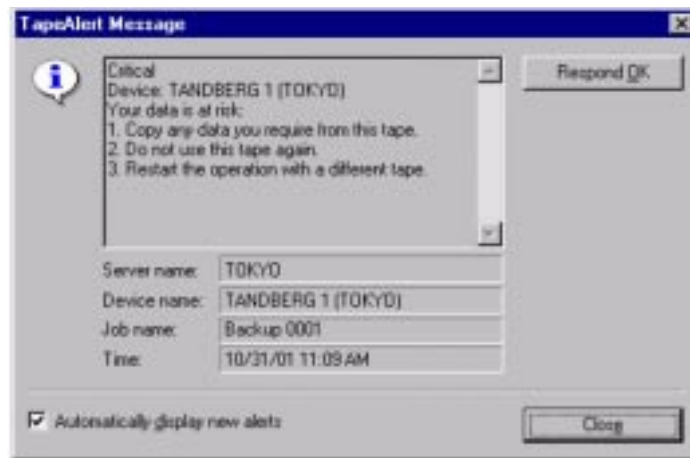 TapeAlert Message
Critical
Device: TANDBERG 1 (TOKYO)
Your data is at risk:
1. Copy any data you require from this tape.
2. Do not use this tape again.
3. Restart the operation with a different tape.
Respond OK
Server name: TOKYO
Device name: TANDBERG 1 (TOKYO)
Job name: Backup 0001
Time: 10/31/01 11:09 AM
Automatically display new alerts
Close